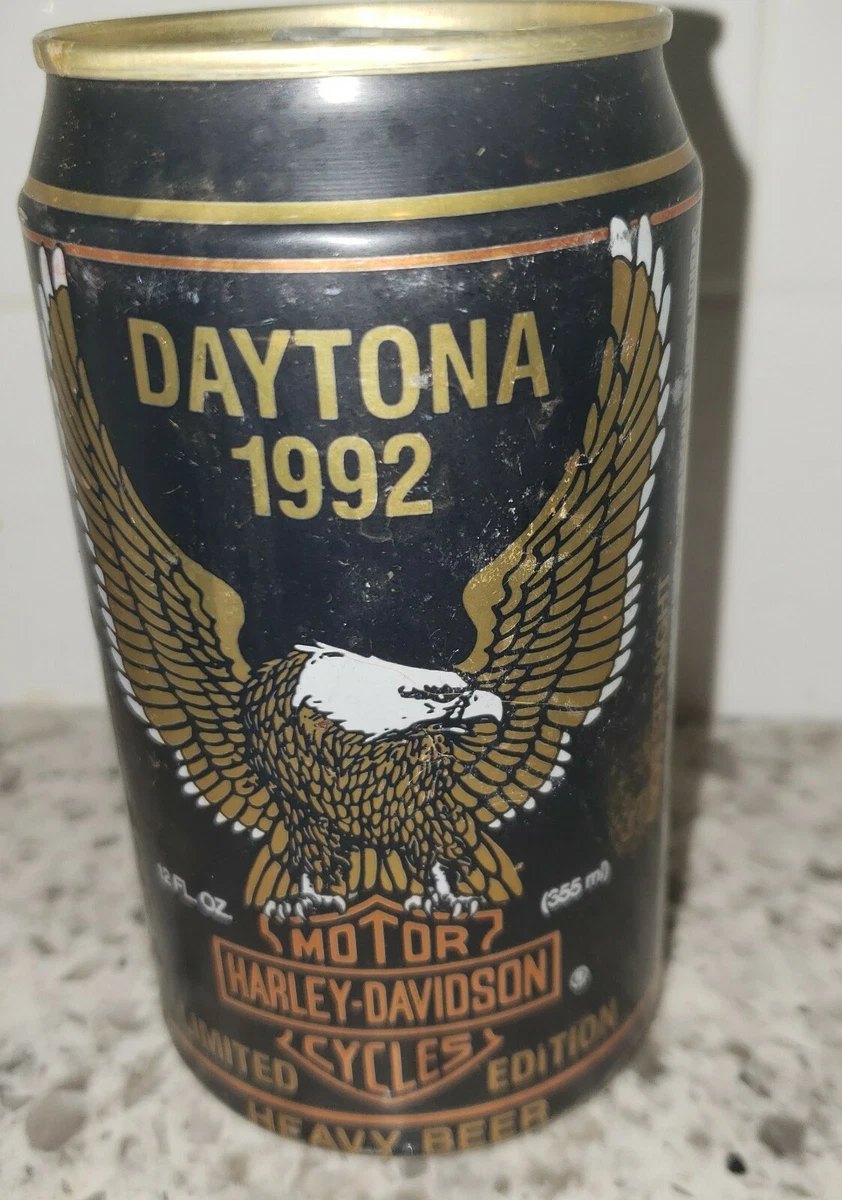 DAYTONA
1992
12 FL. OZ.
(355 ml)
MOTOR
HARLEY-DAVIDSON
®
CYCLES
LIMITED
EDITION
HEAVY BEER